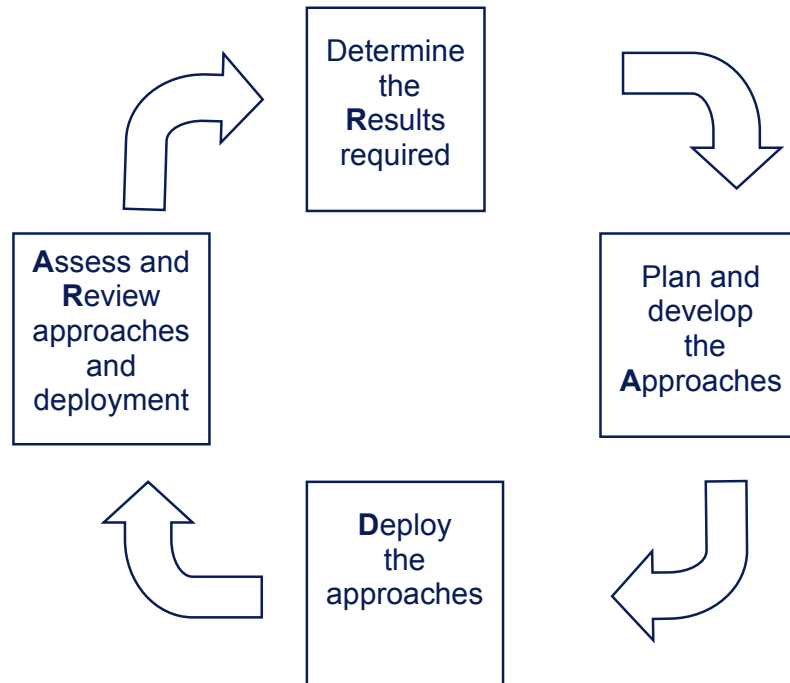 Determine
the
Results
required
Plan and
develop
the
Approaches
Deploy
the
approaches
Assess and
Review
approaches
and
deployment